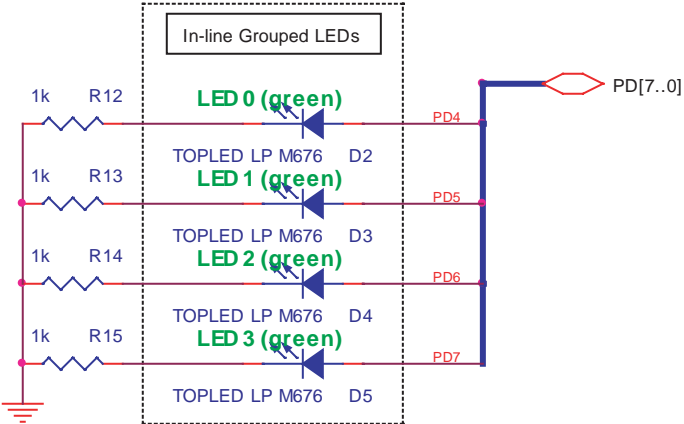 In-line Grouped LEDs
PD[7..0]
1k R12 LED 0 (green) PD4
TOPLED LP M676 D2
1k R13 LED 1 (green) PD5
TOPLED LP M676 D3
1k R14 LED 2 (green) PD6
TOPLED LP M676 D4
1k R15 LED 3 (green) PD7
TOPLED LP M676 D5